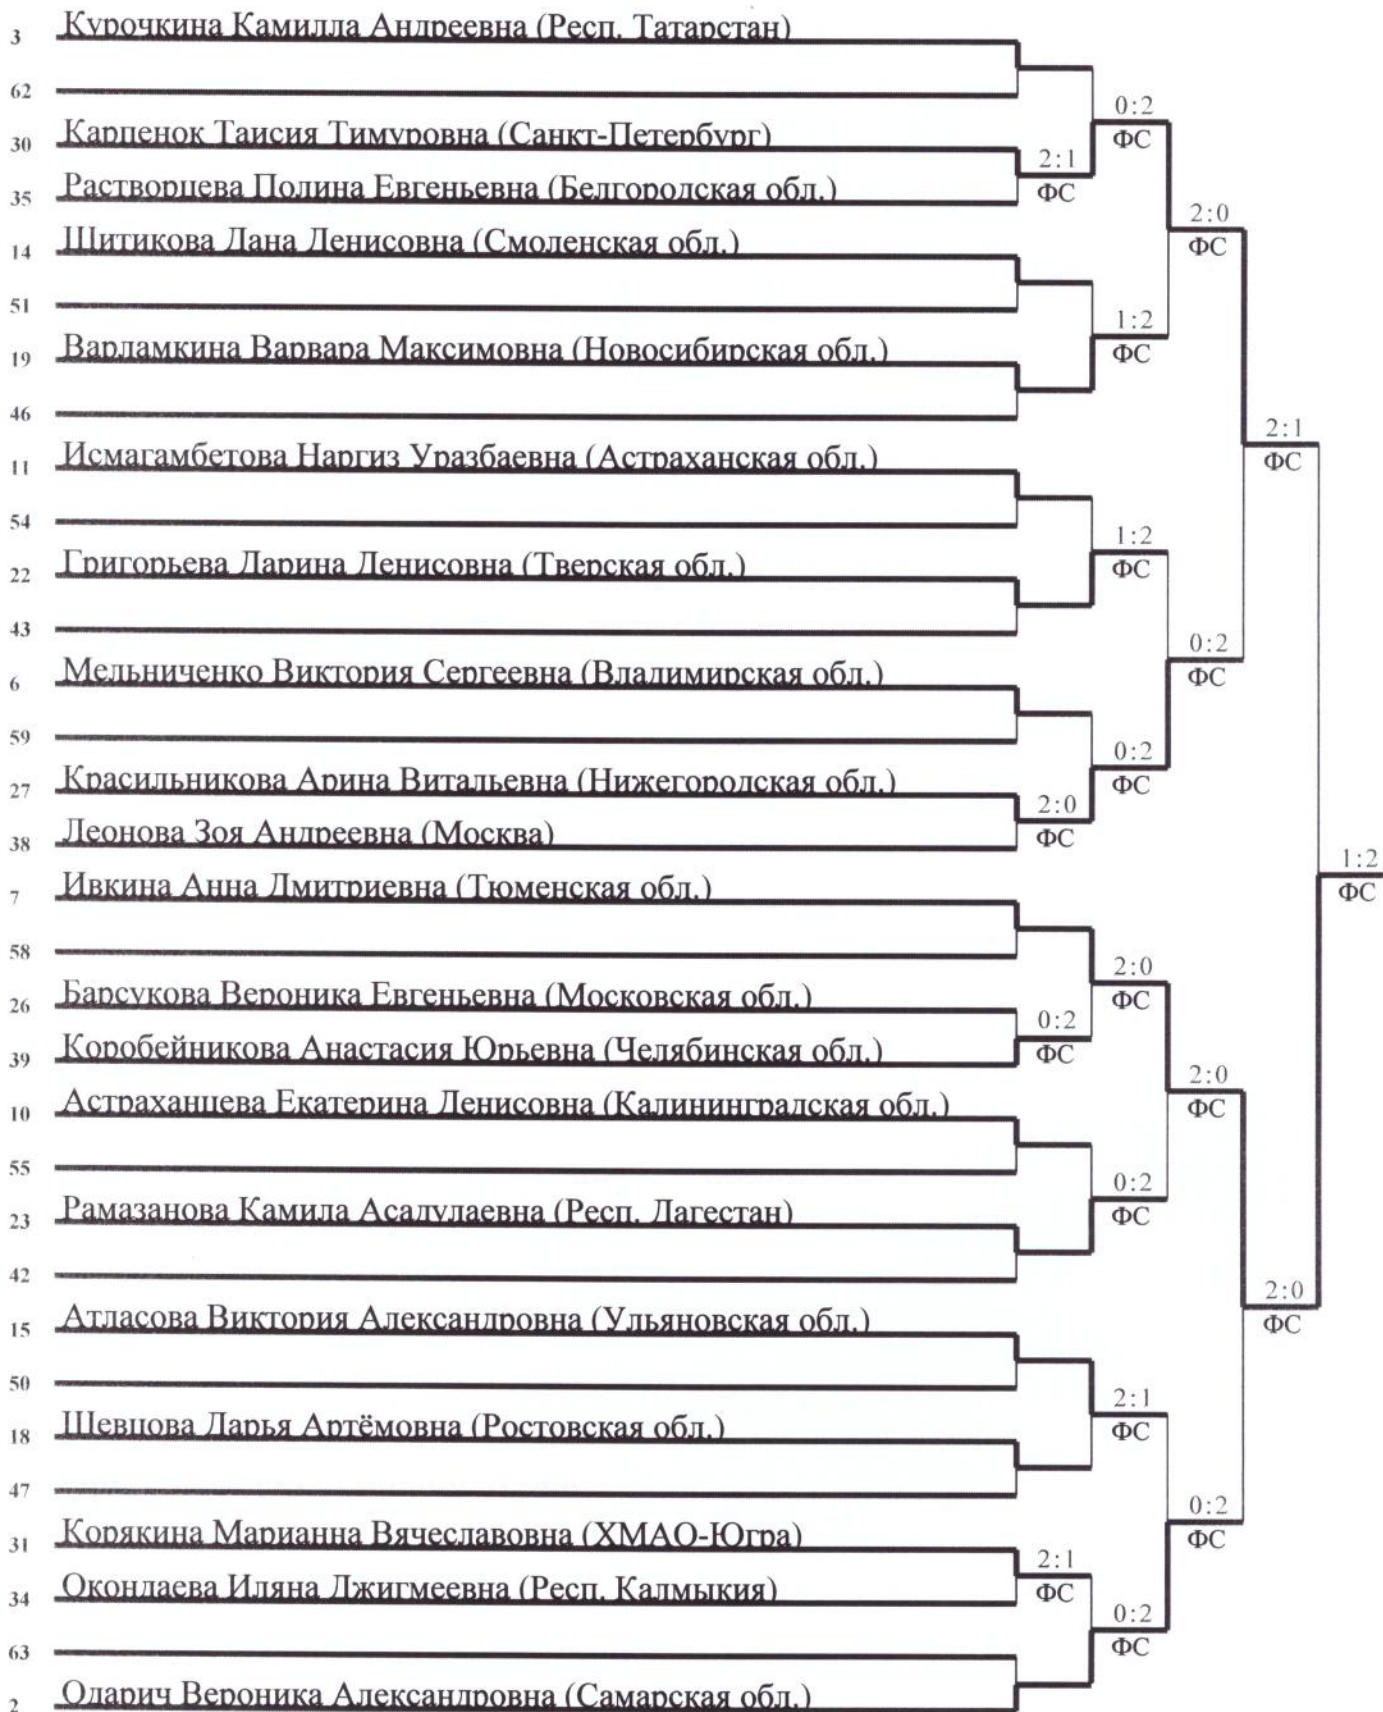 3 Курочкина Камилла Андреевна (Респ. Татарстан)
62
0:2
30 Карпенок Таисия Тимуровна (Санкт-Петербург)
ФС
2:1
35 Растворцева Полина Евгеньевна (Белгородская обл.)
ФС
2:0
14 Шитикова Лана Денисовна (Смоленская обл.)
ФС
51
1:2
19 Варламкина Варвара Максимовна (Новосибирская обл.)
ФС
46
2:1
11 Исмагамбетова Наргиз Уразбаевна (Астраханская обл.)
ФС
54
1:2
22 Григорьева Дарина Денисовна (Тверская обл.)
ФС
43
0:2
6 Мельниченко Виктория Сергеевна (Владимирская обл.)
ФС
59
0:2
27 Красильникова Арина Витальевна (Нижегородская обл.)
ФС
2:0
38 Леонова Зоя Андреевна (Москва)
ФС
1:2
7 Ивкина Анна Дмитриевна (Тюменская обл.)
ФС
58
2:0
26 Барсукова Вероника Евгеньевна (Московская обл.)
ФС
0:2
39 Коробейникова Анастасия Юрьевна (Челябинская обл.)
ФС
2:0
10 Астраханцева Екатерина Денисовна (Калининградская обл.)
ФС
55
0:2
23 Рамазанова Камила Асадулаевна (Респ. Дагестан)
ФС
42
2:0
15 Атласова Виктория Александровна (Ульяновская обл.)
ФС
50
2:1
18 Шевцова Дарья Артёмовна (Ростовская обл.)
ФС
47
0:2
31 Корякина Марианна Вячеславовна (ХМАО-Югра)
ФС
2:1
34 Окондаева Иляна Джигмеевна (Респ. Калмыкия)
ФС
0:2
63
ФС
2 Одарич Вероника Александровна (Самарская обл.)